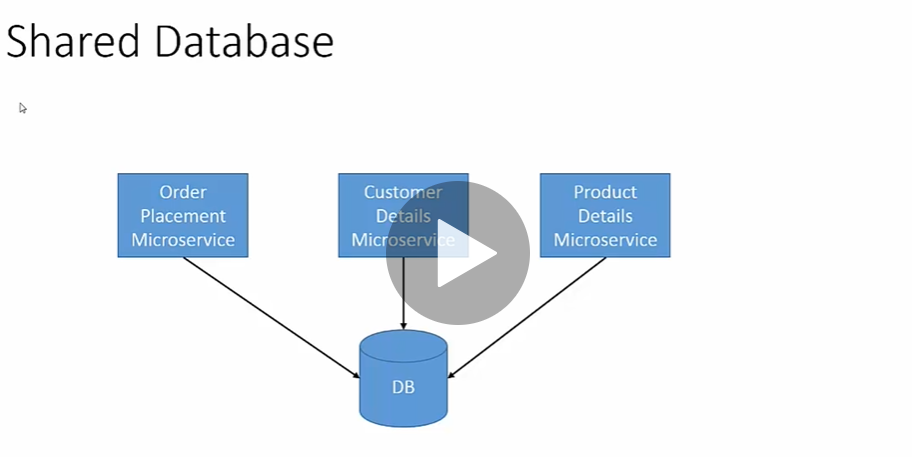 Shared Database
Order
Placement
Microservice
Customer
Details
Microservice
Product
Details
Microservice
DB